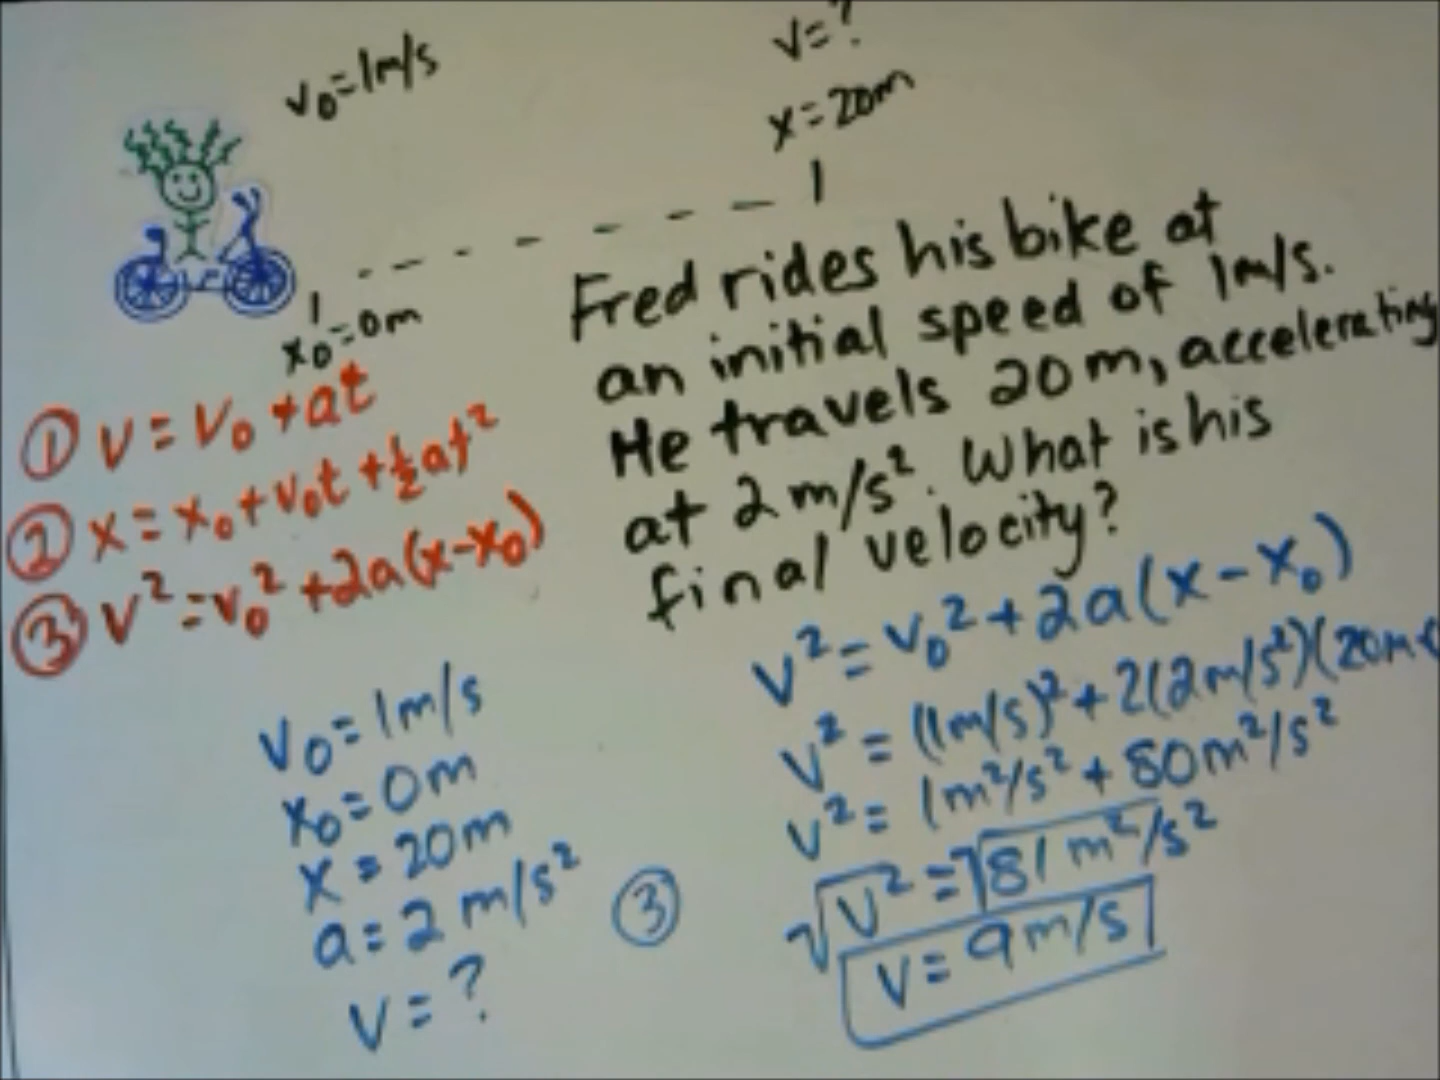 v₀=1m/s
v=?
x=20m
x₀=0m
Fred rides his bike at
an initial speed of 1m/s.
He travels 20m, accelerating
at 2m/s². What is his
final velocity?
① v=v₀+at
② x=x₀+v₀t+½at²
③ v²=v₀²+2a(x-x₀)
v₀=1m/s
x₀=0m
x=20m
a=2m/s²
v=?
③
v²=v₀²+2a(x-x₀)
v²=(1m/s)²+2(2m/s²)(20m-0
v²=1m²/s²+80m²/s²
√v²=√81m²/s²
v=9m/s